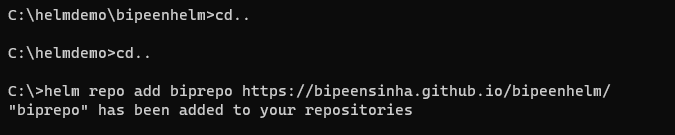 C:\helmdemo\bipeenhelm>cd..
C:\helmdemo>cd..
C:\>helm repo add biprepo https://bipeensinha.github.io/bipeenhelm/
"biprepo" has been added to your repositories